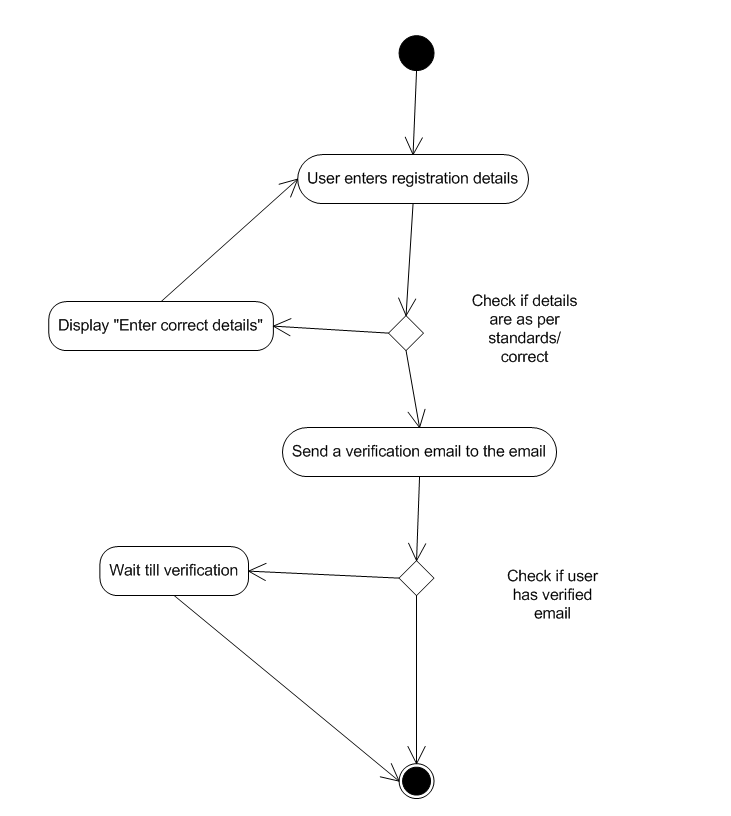 User enters registration details
Check if details
are as per
standards/
correct
Display "Enter correct details"
Send a verification email to the email
Wait till verification
Check if user
has verified
email